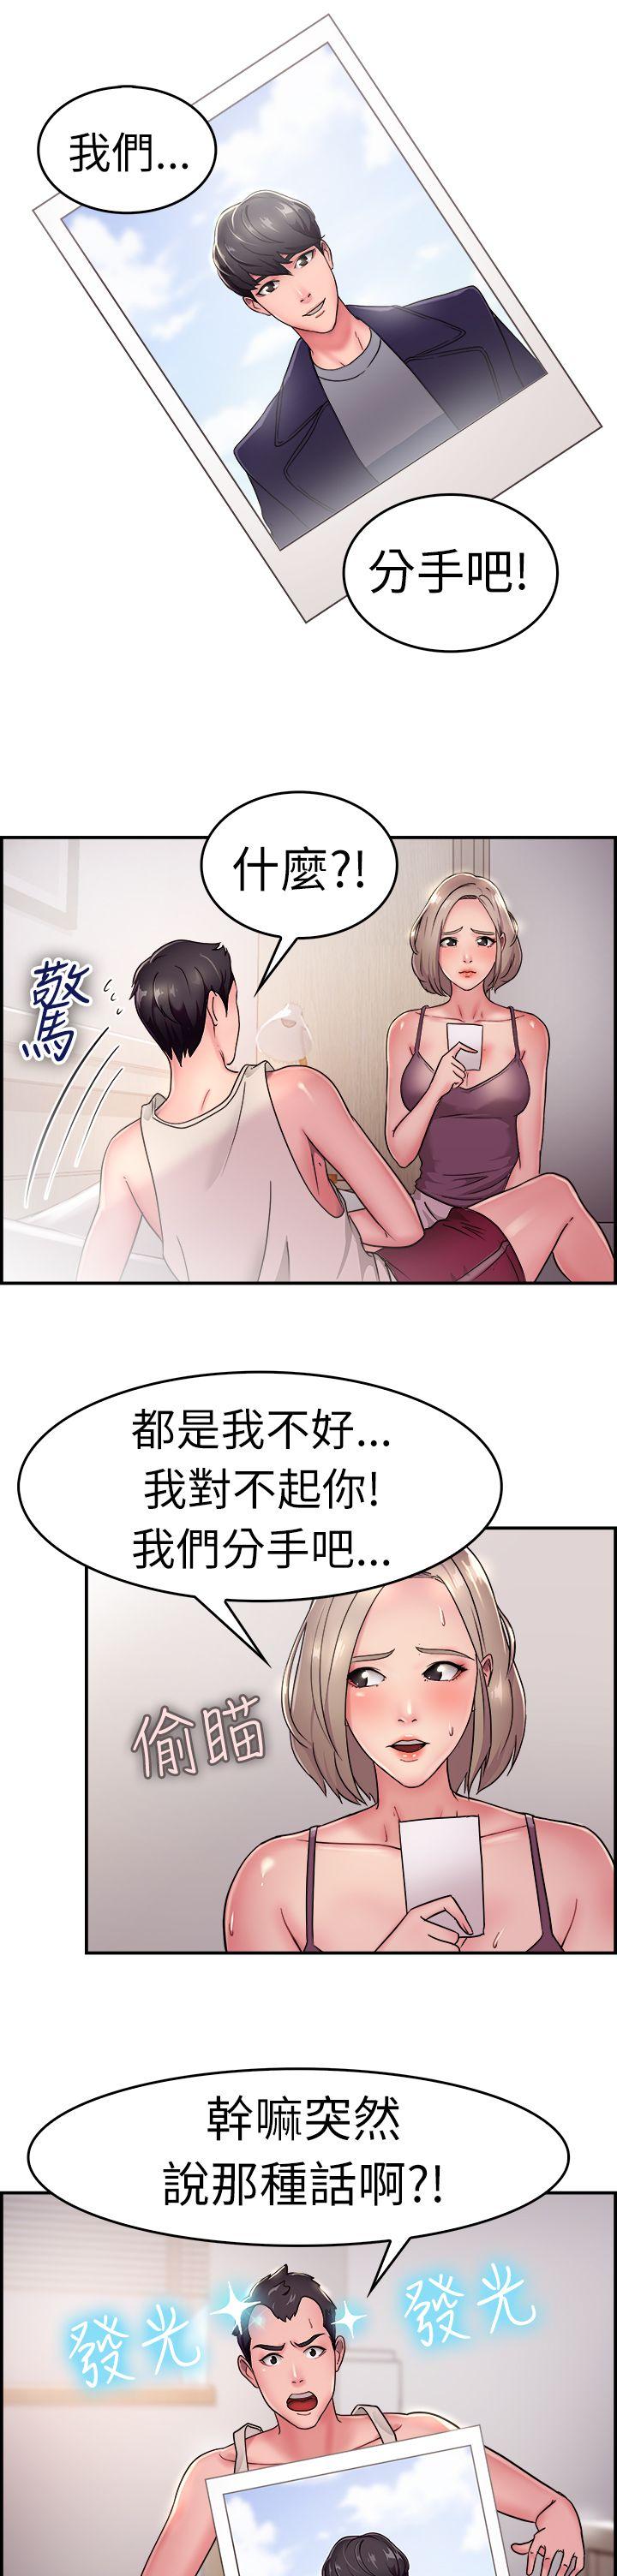 我們...
分手吧!
什麼?!
驚
都是我不好...
我對不起你!
我們分手吧...
偷瞄
幹嘛突然
說那種話啊?!
發光
發光